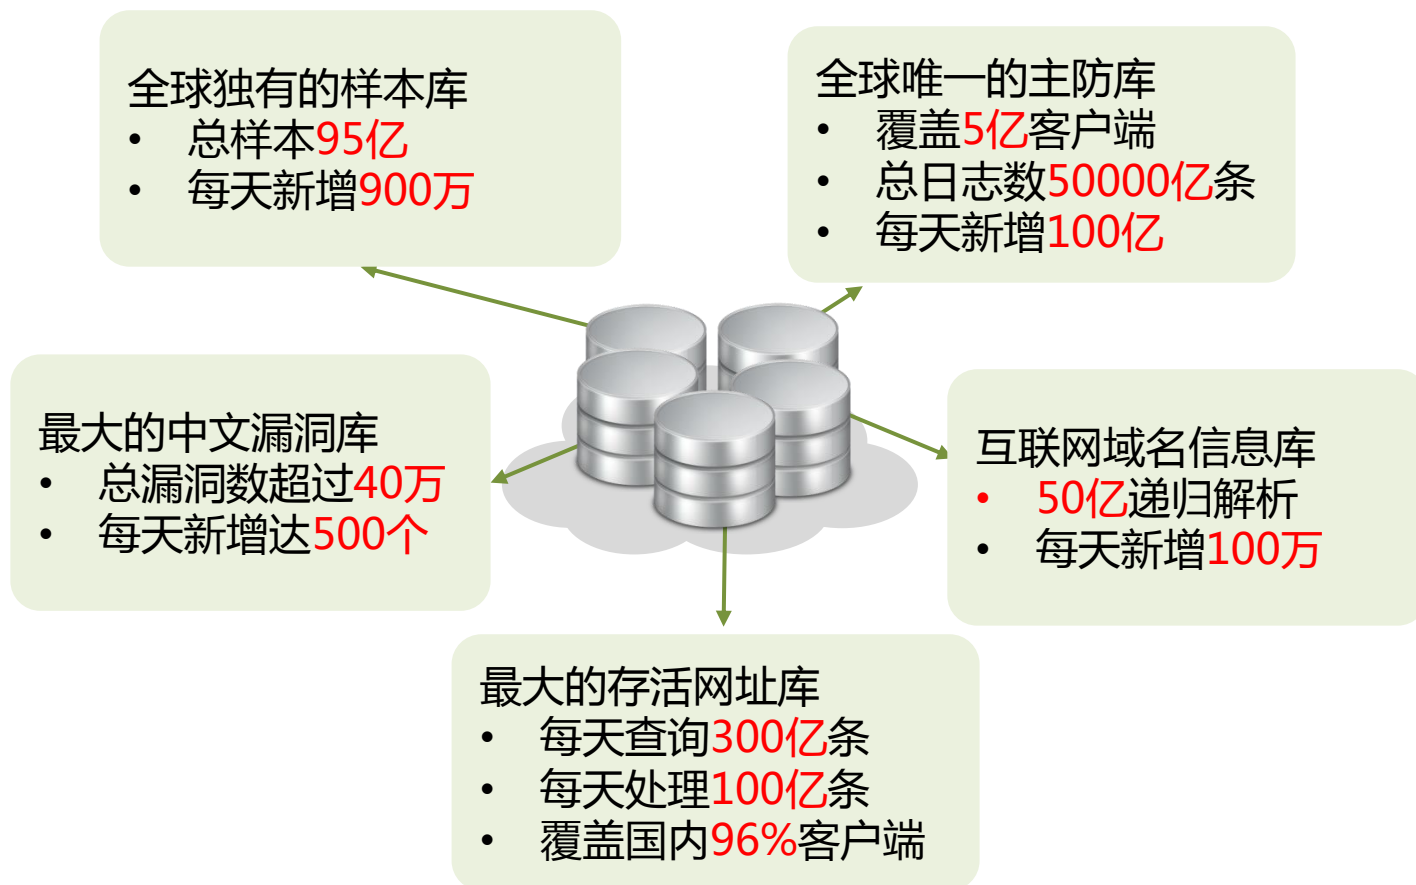 全球独有的样本库
• 总样本95亿
• 每天新增900万
全球唯一的主防库
• 覆盖5亿客户端
• 总日志数50000亿条
• 每天新增100亿
最大的中文漏洞库
• 总漏洞数超过40万
• 每天新增达500个
互联网域名信息库
• 50亿递归解析
• 每天新增100万
最大的存活网址库
• 每天查询300亿条
• 每天处理100亿条
• 覆盖国内96%客户端